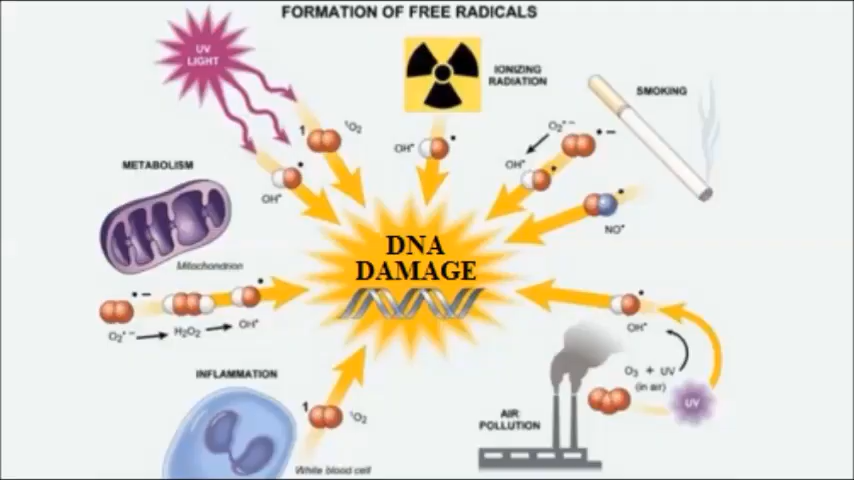 FORMATION OF FREE RADICALS
UV
LIGHT
IONIZING
RADIATION
SMOKING
1
¹O₂
O₂•−
•−
OH•
•
OH•
•
OH•
•
METABOLISM
•
NO•
DNA
DAMAGE
Mitochondrion
•−
•
O₂•−
H₂O₂
OH•
•
OH•
INFLAMMATION
O₃ + UV
(in air)
UV
1
¹O₂
AIR
POLLUTION
White blood cell